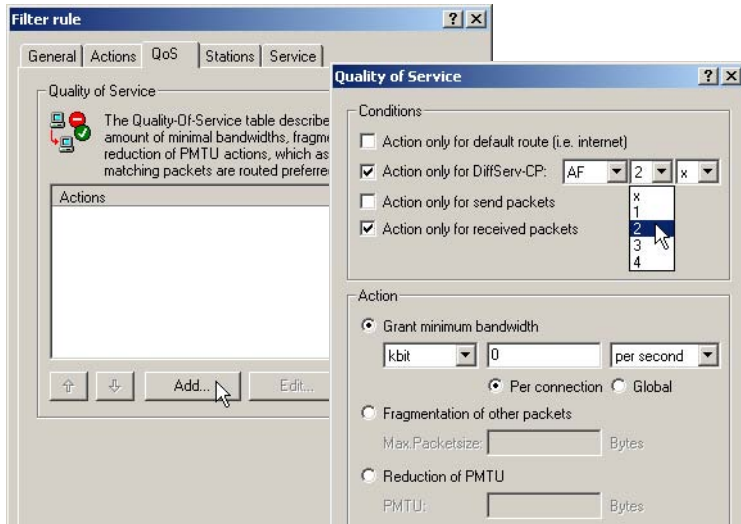 Filter rule
General Actions QoS Stations Service
Quality of Service
The Quality-Of-Service table describe
amount of minimal bandwidths, fragme
reduction of PMTU actions, which as
matching packets are routed preferre
Actions
Add...
Edit...
Quality of Service
Conditions
Action only for default route (i.e. internet)
Action only for DiffServ-CP: AF 2 x
Action only for send packets
Action only for received packets
x
1
2
3
4
Action
Grant minimum bandwidth
kbit 0 per second
Per connection Global
Fragmentation of other packets
Max.Packetsize: Bytes
Reduction of PMTU
PMTU: Bytes